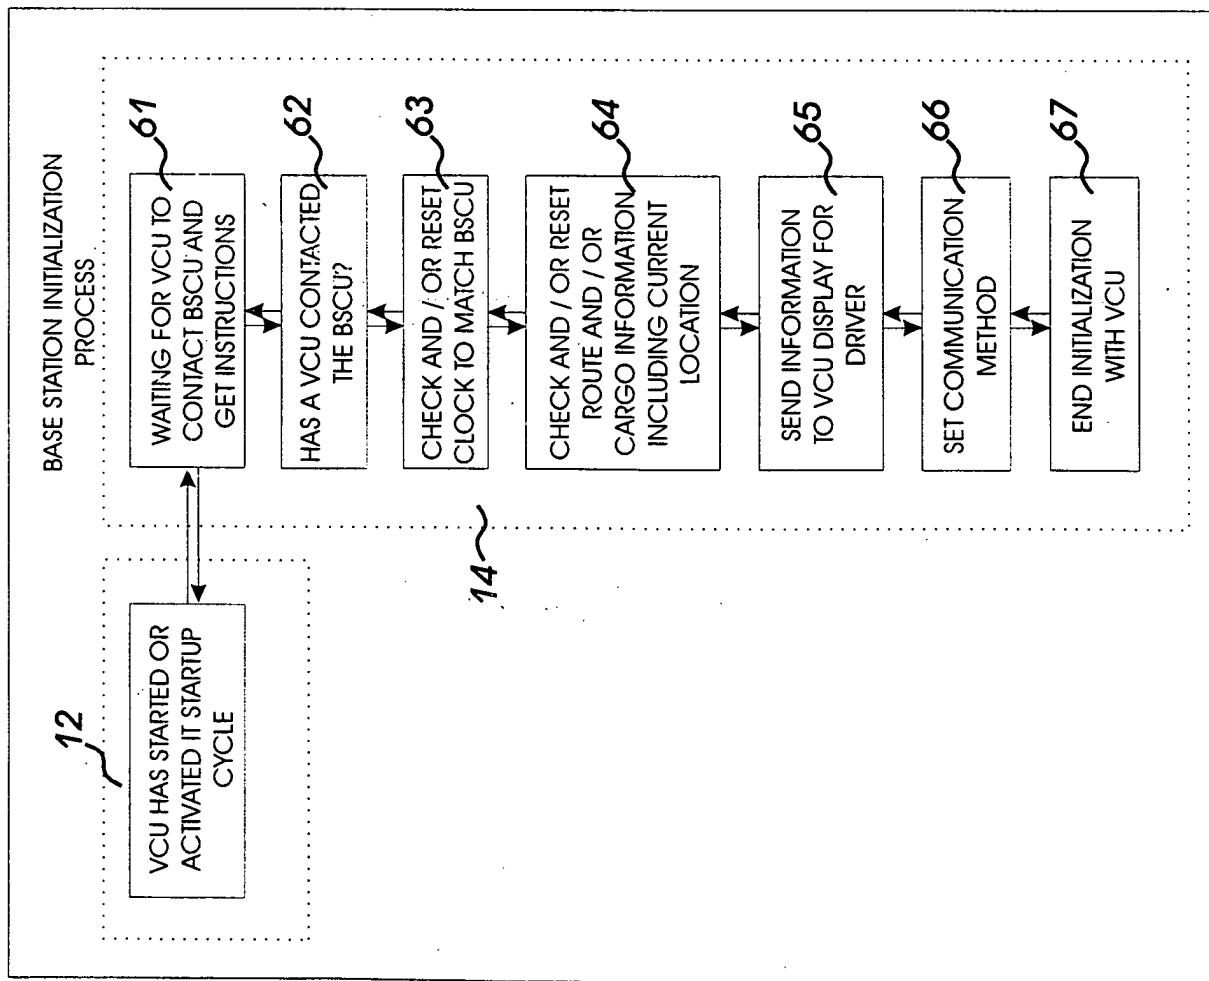 BASE STATION INITIALIZATION
PROCESS
12
VCU HAS STARTED OR
ACTIVATED IT STARTUP
CYCLE
14
61
WAITING FOR VCU TO
CONTACT BSCU AND
GET INSTRUCTIONS
62
HAS A VCU CONTACTED
THE BSCU?
63
CHECK AND / OR RESET
CLOCK TO MATCH BSCU
64
CHECK AND / OR RESET
ROUTE AND / OR
CARGO INFORMATION
INCLUDING CURRENT
LOCATION
65
SEND INFORMATION
TO VCU DISPLAY FOR
DRIVER
66
SET COMMUNICATION
METHOD
67
END INITIALIZATION
WITH VCU